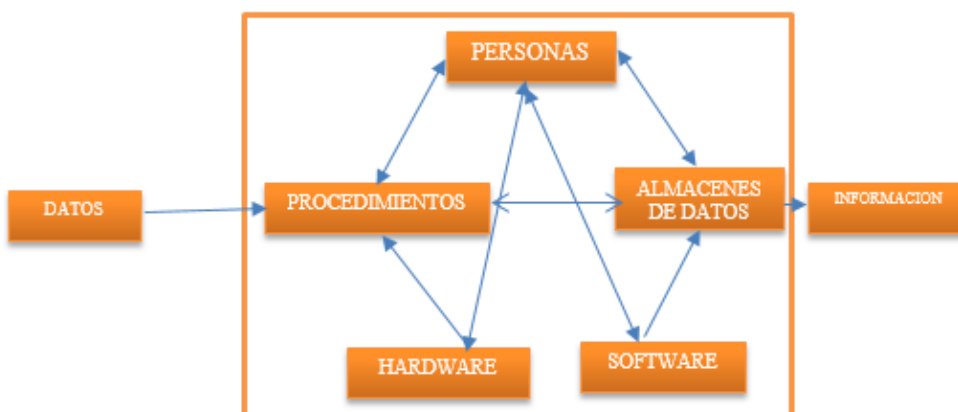 PERSONAS
DATOS
PROCEDIMIENTOS
ALMACENES
DE DATOS
INFORMACION
HARDWARE
SOFTWARE